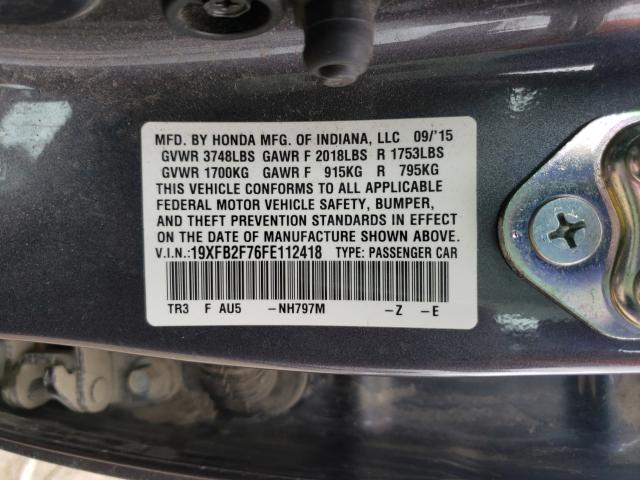 MFD. BY HONDA MFG. OF INDIANA, LLC 09/'15
GVWR 3748LBS GAWR F 2018LBS R 1753LBS
GVWR 1700KG GAWR F 915KG R 795KG
THIS VEHICLE CONFORMS TO ALL APPLICABLE
FEDERAL MOTOR VEHICLE SAFETY, BUMPER,
AND THEFT PREVENTION STANDARDS IN EFFECT
ON THE DATE OF MANUFACTURE SHOWN ABOVE.
V.I.N.:19XFB2F76FE112418 TYPE: PASSENGER CAR
TR3 F AU5 –NH797M –Z –E